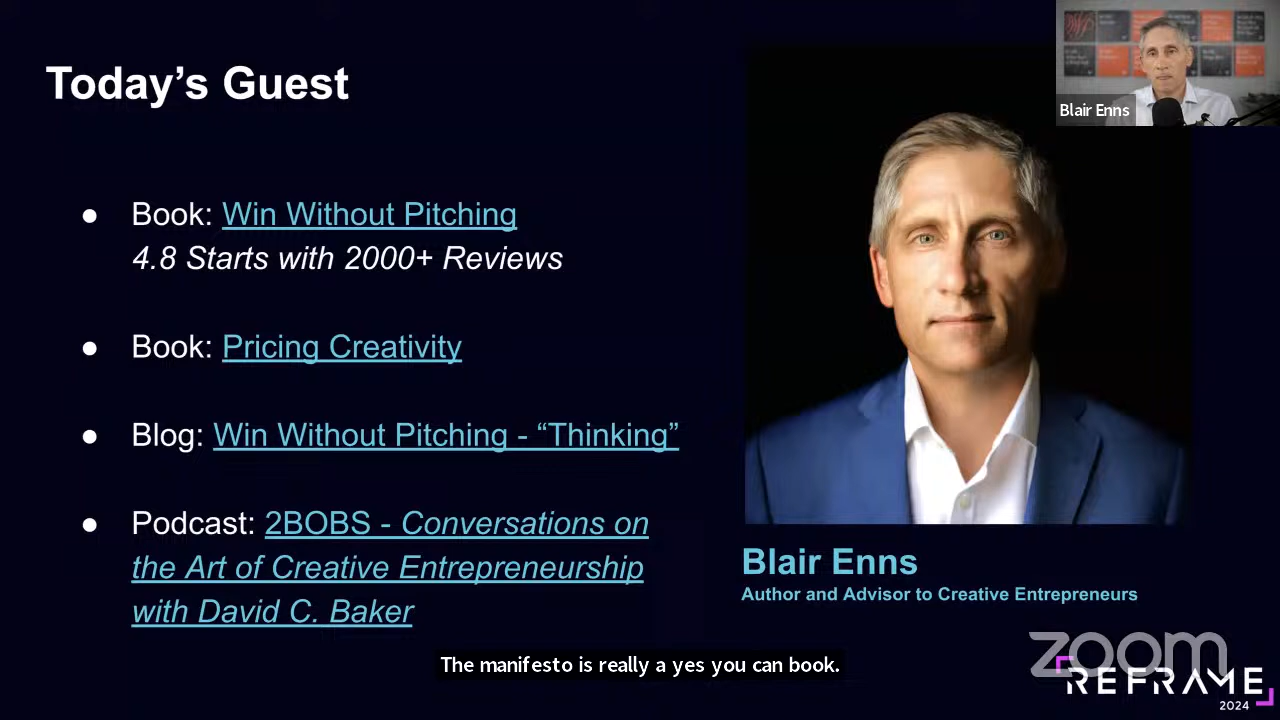 Today's Guest
Blair Enns
● Book: Win Without Pitching
4.8 Starts with 2000+ Reviews
● Book: Pricing Creativity
● Blog: Win Without Pitching - “Thinking”
● Podcast: 2BOBS - Conversations on
the Art of Creative Entrepreneurship
with David C. Baker
Blair Enns
Author and Advisor to Creative Entrepreneurs
The manifesto is really a yes you can book.
zoom
REFRAME
2024